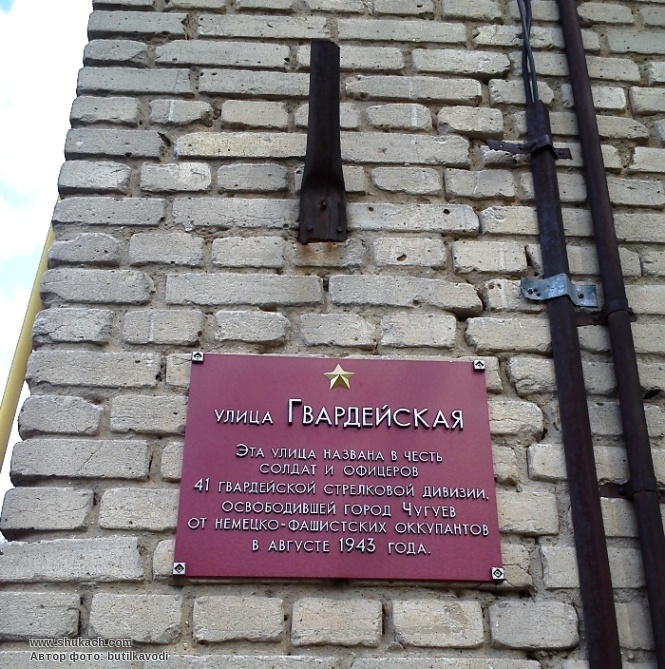 улица Гвардейская
Эта улица названа в честь
солдат и офицеров
41 гвардейской стрелковой дивизии,
освободившей город Чугуев
от немецко-фашистских оккупантов
в августе 1943 года.
www.shukach.com
Автор фото: butilkavodi